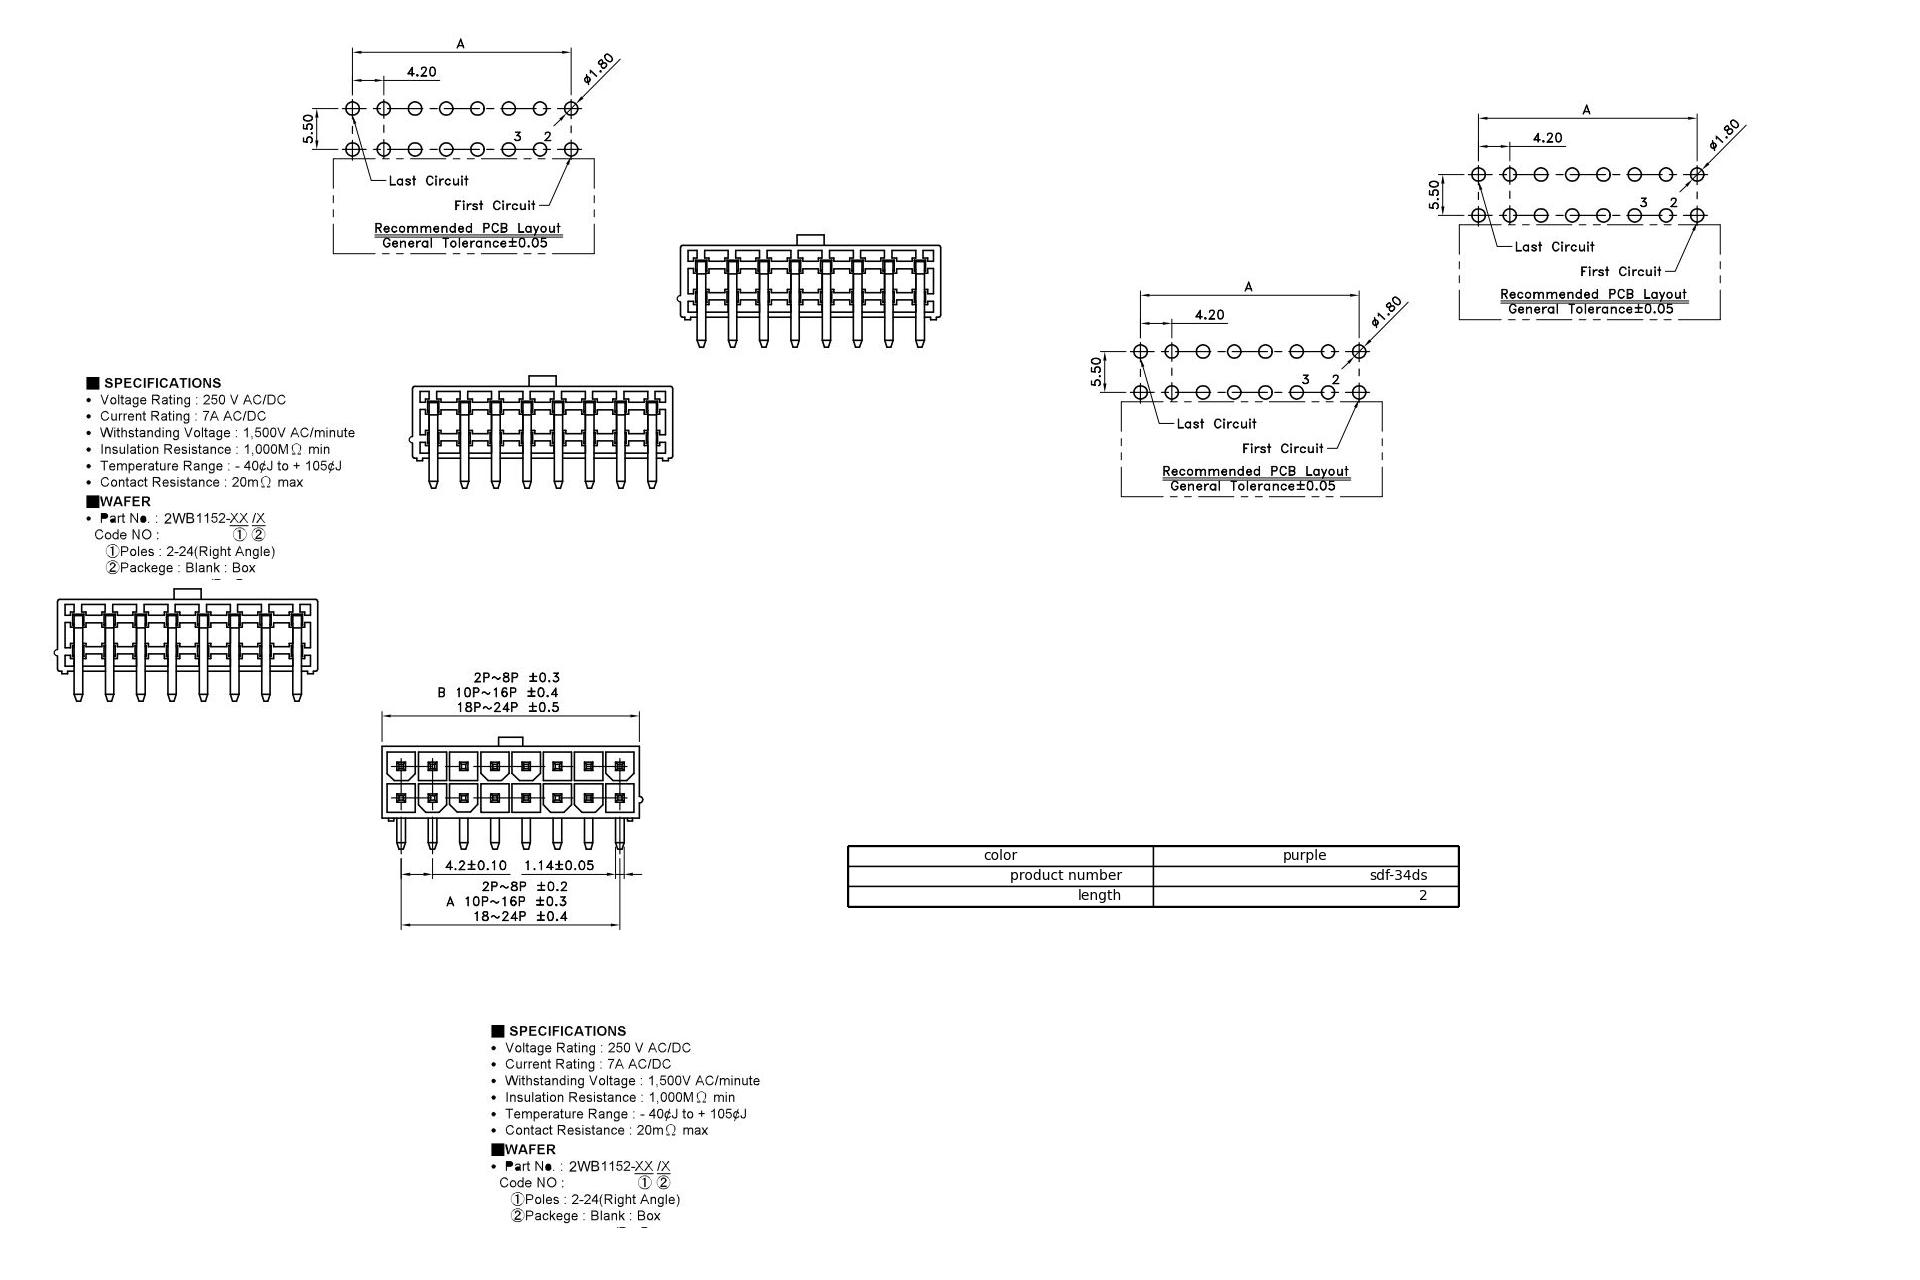 A
4.20
ø1.80
5.50
3 2
Last Circuit
First Circuit
Recommended PCB Layout
General Tolerance±0.05
A
4.20
ø1.80
5.50
3 2
Last Circuit
First Circuit
Recommended PCB Layout
General Tolerance±0.05
A
4.20
ø1.80
5.50
3 2
Last Circuit
First Circuit
Recommended PCB Layout
General Tolerance±0.05
■ SPECIFICATIONS
• Voltage Rating : 250 V AC/DC
• Current Rating : 7A AC/DC
• Withstanding Voltage : 1,500V AC/minute
• Insulation Resistance : 1,000MΩ min
• Temperature Range : - 40¢J to + 105¢J
• Contact Resistance : 20mΩ max
■WAFER
• Part No. : 2WB1152-XX /X
Code NO : ① ②
①Poles : 2-24(Right Angle)
②Packege : Blank : Box
2P~8P ±0.3
B 10P~16P ±0.4
18P~24P ±0.5
4.2±0.10 1.14±0.05
2P~8P ±0.2
A 10P~16P ±0.3
18~24P ±0.4
color purple
product number sdf-34ds
length 2
■ SPECIFICATIONS
• Voltage Rating : 250 V AC/DC
• Current Rating : 7A AC/DC
• Withstanding Voltage : 1,500V AC/minute
• Insulation Resistance : 1,000MΩ min
• Temperature Range : - 40¢J to + 105¢J
• Contact Resistance : 20mΩ max
■WAFER
• Part No. : 2WB1152-XX /X
Code NO : ① ②
①Poles : 2-24(Right Angle)
②Packege : Blank : Box